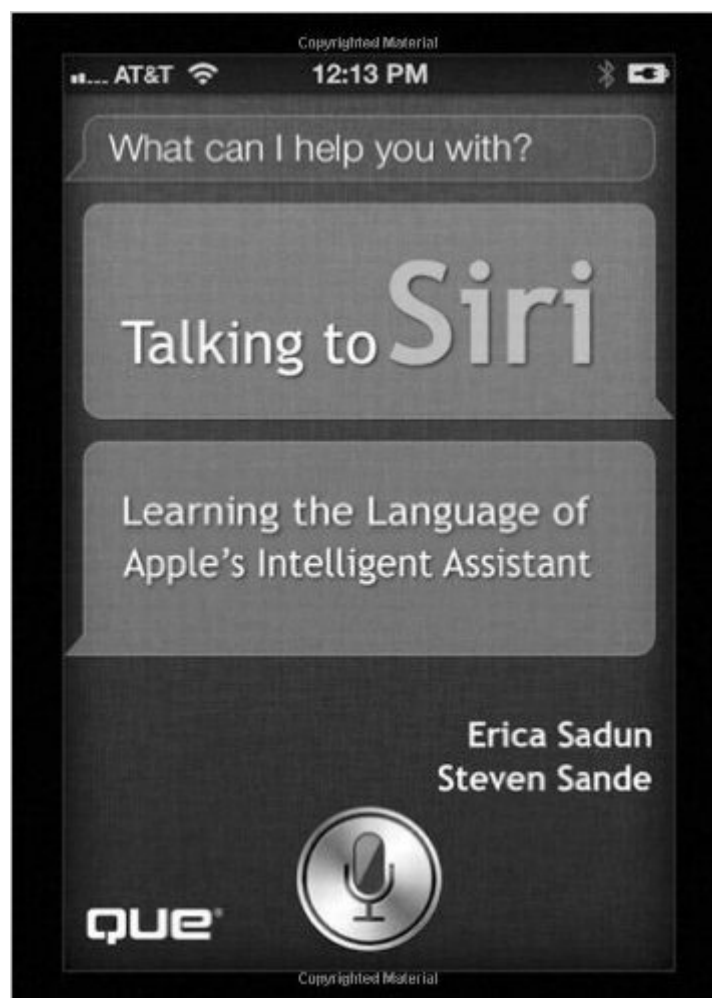 Copyrighted Material
AT&T 12:13 PM
What can I help you with?
Talking to Siri
Learning the Language of
Apple's Intelligent Assistant
Erica Sadun
Steven Sande
que®
Copyrighted Material